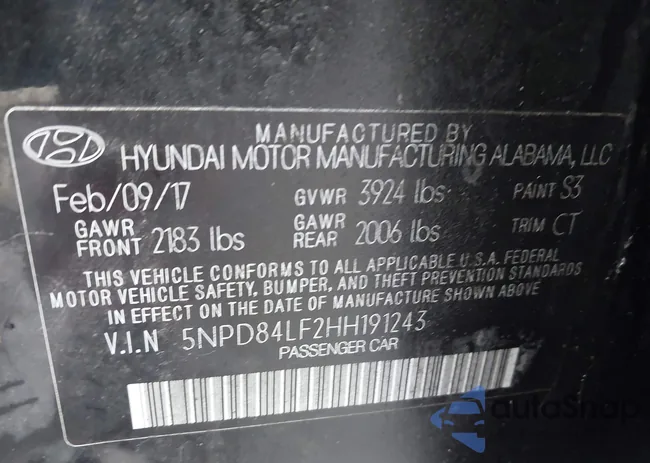 MANUFACTURED BY
HYUNDAI MOTOR MANUFACTURING ALABAMA, LLC
Feb/09/17 GVWR 3924 lbs PAINT S3
GAWR FRONT 2183 lbs GAWR REAR 2006 lbs TRIM CT
THIS VEHICLE CONFORMS TO ALL APPLICABLE U.S.A. FEDERAL
MOTOR VEHICLE SAFETY, BUMPER, AND THEFT PREVENTION STANDARDS
IN EFFECT ON THE DATE OF MANUFACTURE SHOWN ABOVE
V.I.N 5NPD84LF2HH191243
PASSENGER CAR
autoSnap